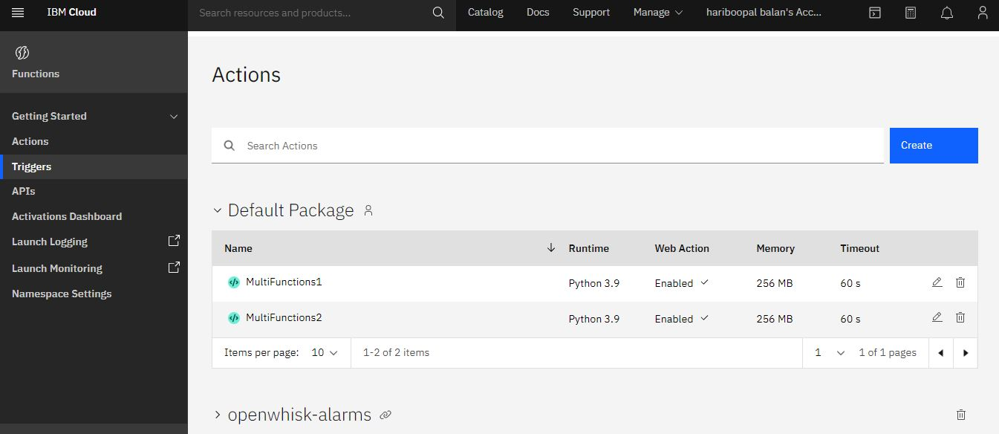 IBM Cloud
Search resources and products...
Catalog Docs Support Manage hariboopal balan's Acc...
Functions
Getting Started
Actions
Triggers
APIs
Activations Dashboard
Launch Logging
Launch Monitoring
Namespace Settings
Actions
Search Actions
Create
Default Package
Name Runtime Web Action Memory Timeout
MultiFunctions1 Python 3.9 Enabled 256 MB 60 s
MultiFunctions2 Python 3.9 Enabled 256 MB 60 s
Items per page: 10 1-2 of 2 items 1 1 of 1 pages
openwhisk-alarms